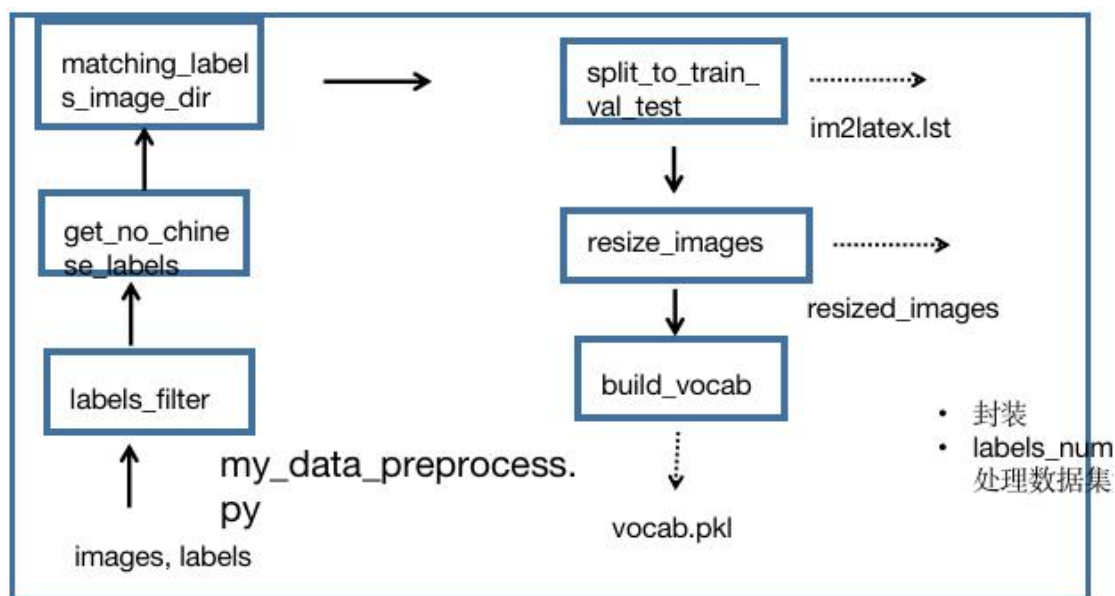 matching_label
s_image_dir
split_to_train_
val_test
im2latex.lst
get_no_chine
se_labels
resize_images
resized_images
labels_filter
build_vocab
• 封装
• labels_num
处理数据集
my_data_preprocess.
py
vocab.pkl
images, labels